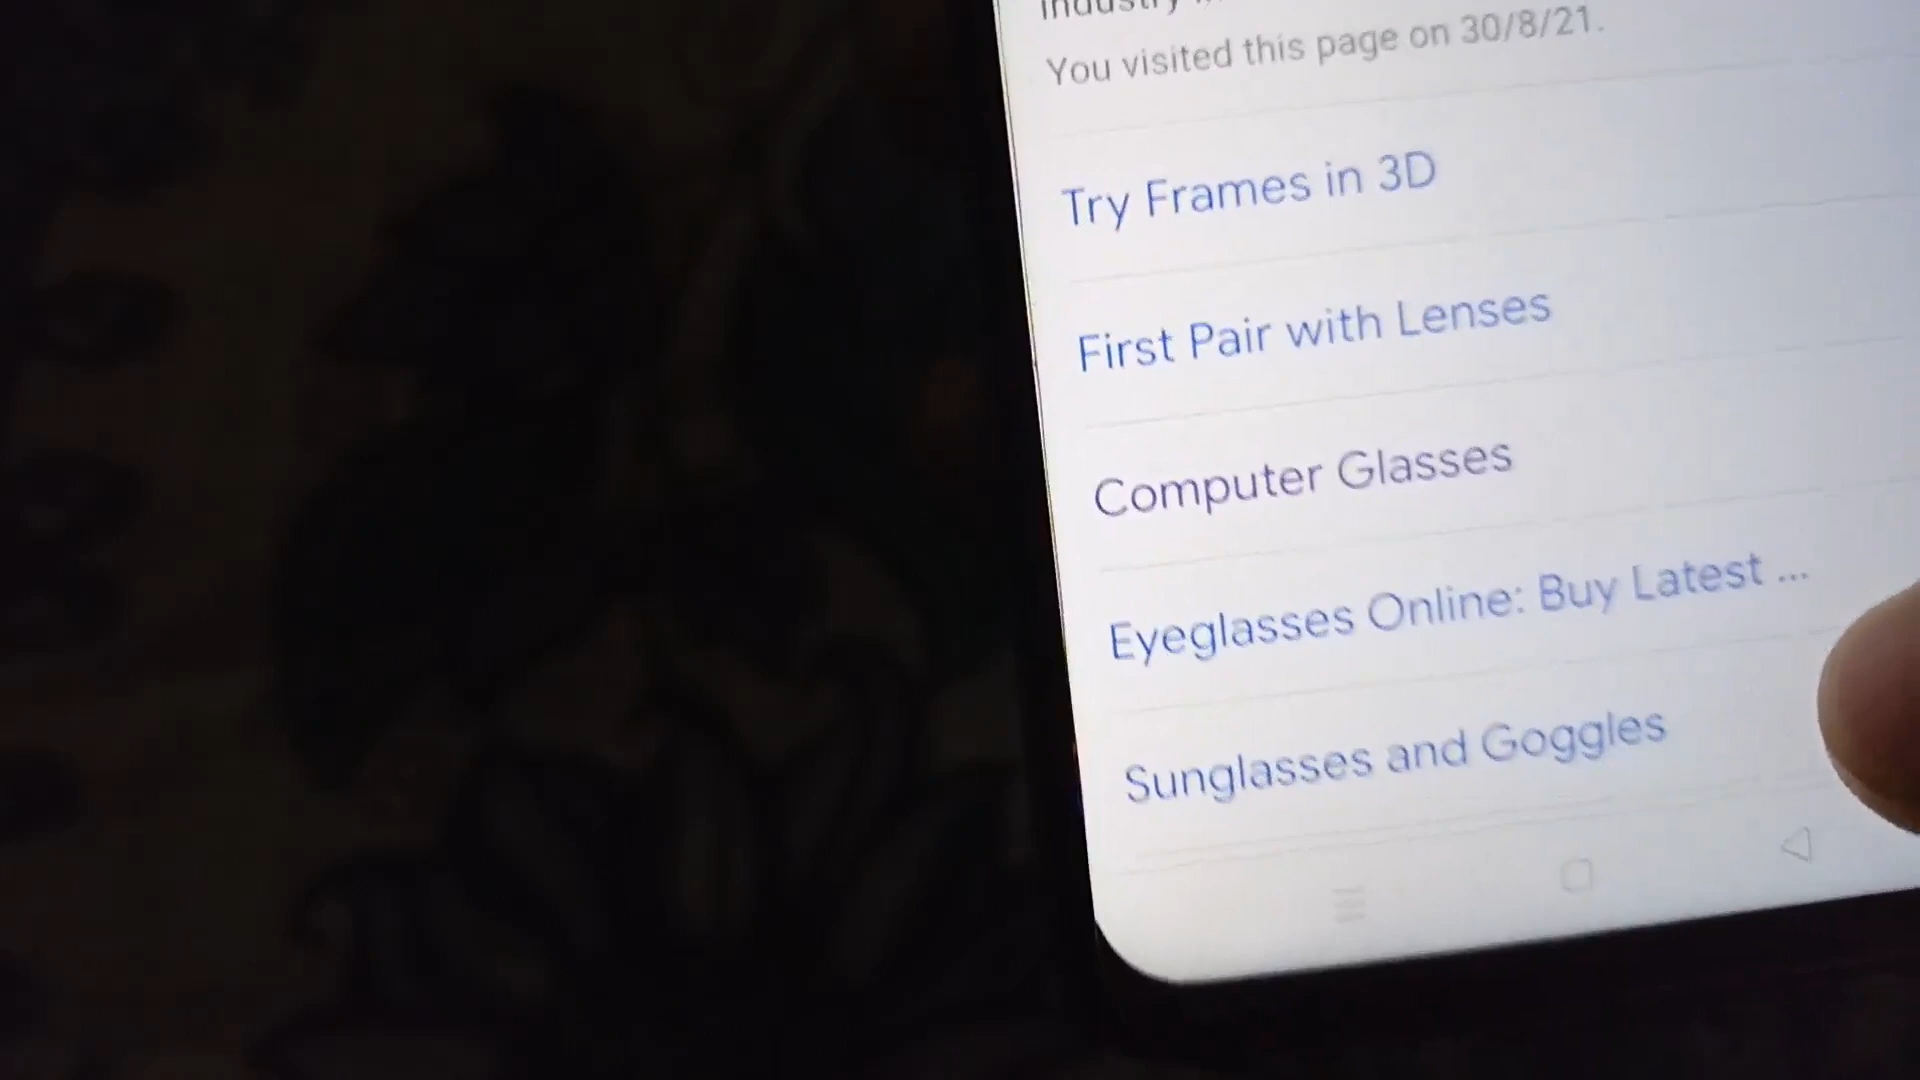 You visited this page on 30/8/21.
Try Frames in 3D
First Pair with Lenses
Computer Glasses
Eyeglasses Online: Buy Latest ...
Sunglasses and Goggles